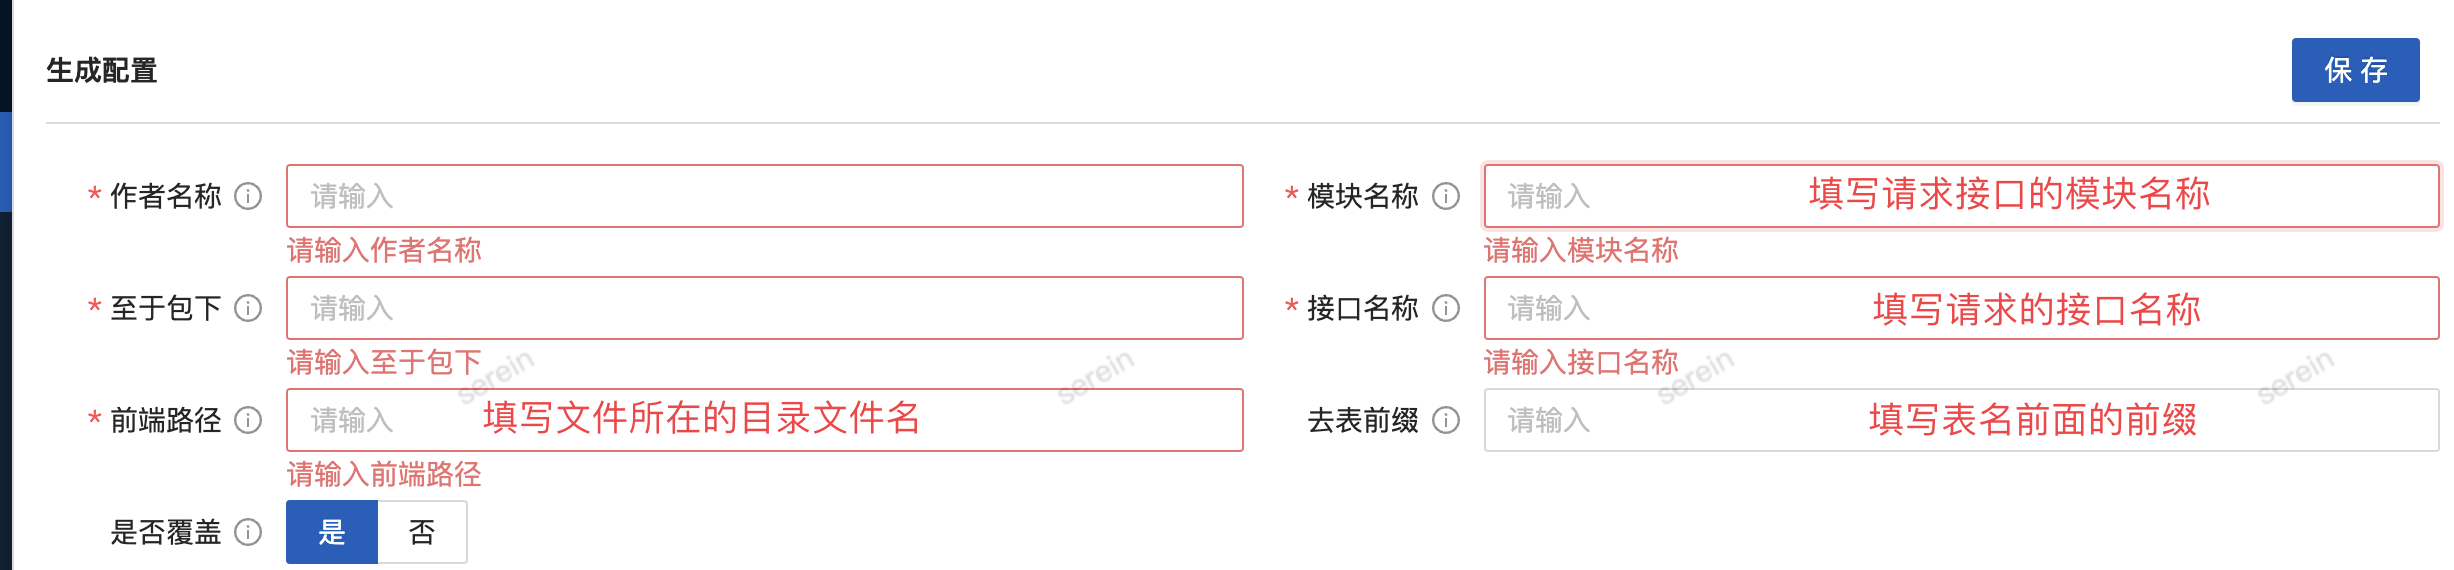 生成配置
保 存
* 作者名称 请输入
* 模块名称 请输入 填写请求接口的模块名称
请输入作者名称
请输入模块名称
* 至于包下 请输入
* 接口名称 请输入 填写请求的接口名称
请输入至于包下
请输入接口名称
serein serein serein serein
* 前端路径 请输入 填写文件所在的目录文件名
去表前缀 请输入 填写表名前面的前缀
请输入前端路径
是否覆盖 是 否